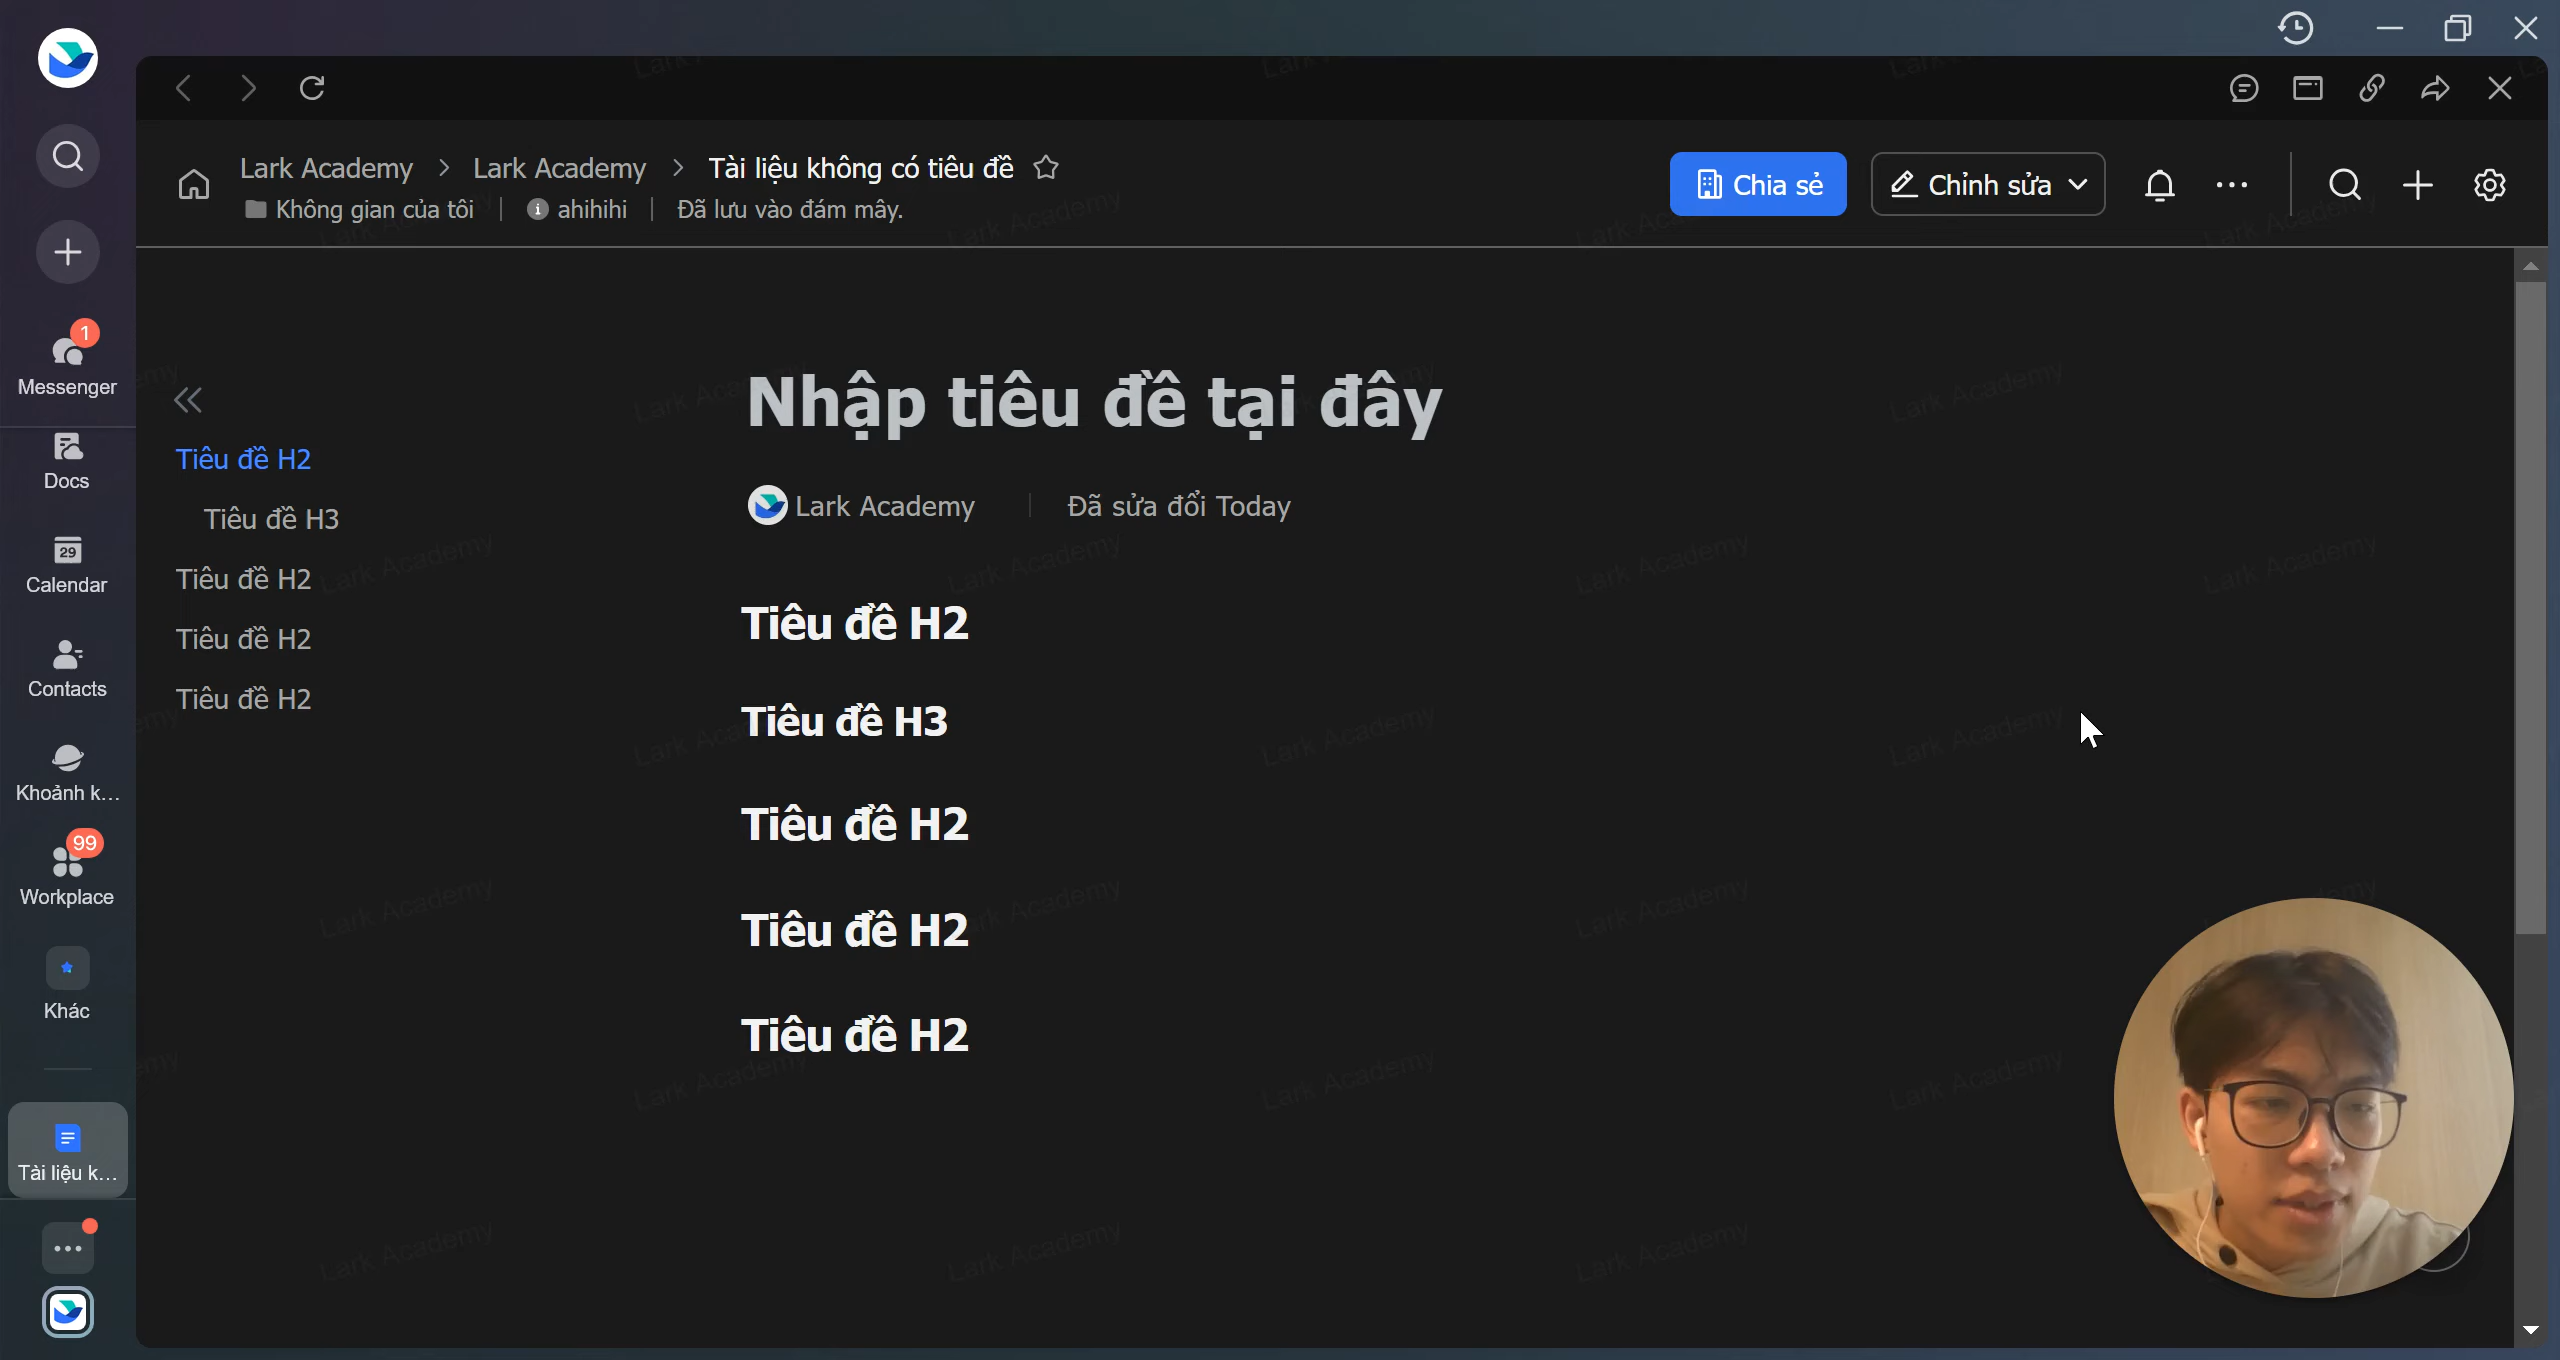 Lark Academy > Lark Academy > Tài liệu không có tiêu đề
Không gian của tôi | ahihihi | Đã lưu vào đám mây.
Chia sẻ
Chỉnh sửa
1
Messenger
Docs
29
Calendar
Contacts
Khoảnh k...
99
Workplace
Khác
Tài liệu k...
Tiêu đề H2
Tiêu đề H3
Tiêu đề H2
Tiêu đề H2
Tiêu đề H2
Nhập tiêu đề tại đây
Lark Academy | Đã sửa đổi Today
Tiêu đề H2
Tiêu đề H3
Tiêu đề H2
Tiêu đề H2
Tiêu đề H2